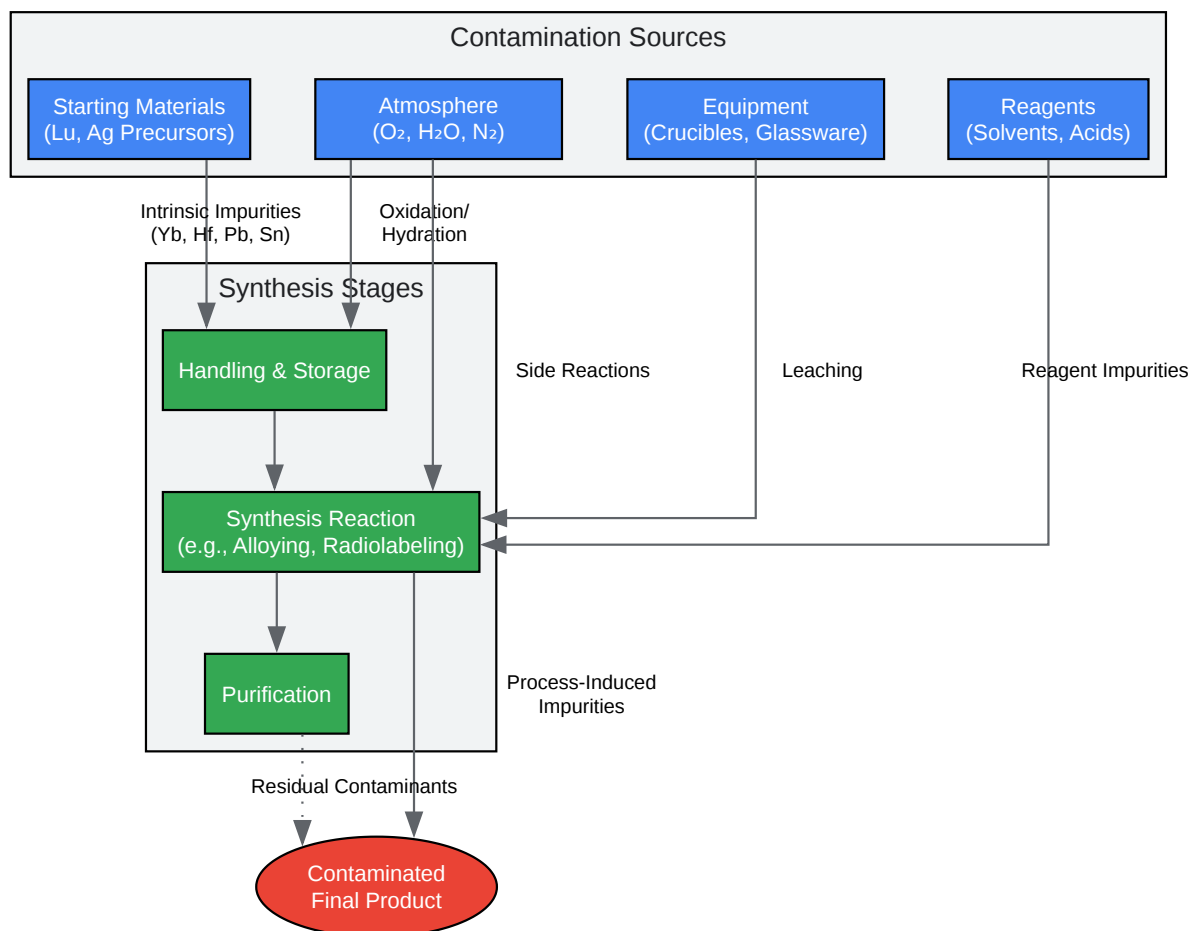 Contamination Sources
Starting Materials
(Lu, Ag Precursors)
Atmosphere
(O₂, H₂O, N₂)
Equipment
(Crucibles, Glassware)
Reagents
(Solvents, Acids)
Intrinsic Impurities
(Yb, Hf, Pb, Sn)
Oxidation/
Hydration
Synthesis Stages
Handling & Storage
Side Reactions
Leaching
Reagent Impurities
Synthesis Reaction
(e.g., Alloying, Radiolabeling)
Purification
Process-Induced
Impurities
Residual Contaminants
Contaminated
Final Product